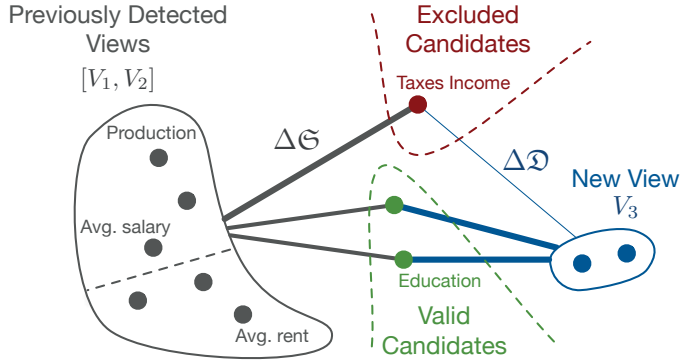 Previously Detected
Views
[V₁, V₂]
Excluded
Candidates
Taxes Income
Production
Δ𝔖
Δ𝔇
New View
V₃
Avg. salary
Education
Avg. rent
Valid
Candidates